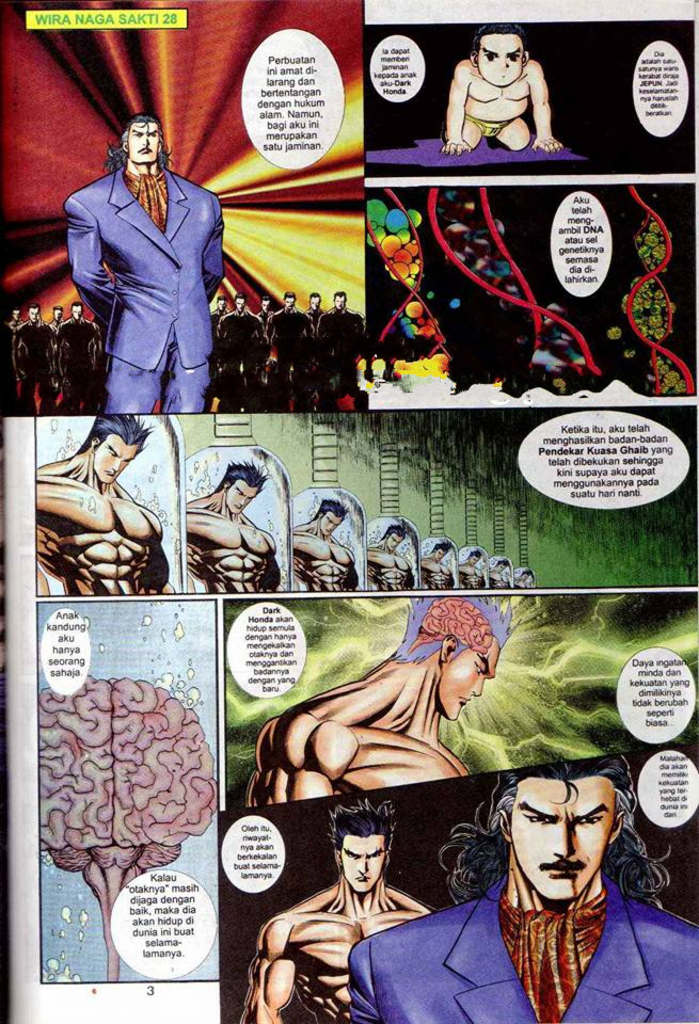 WIRA NAGA SAKTI 28
Perbuatan
ini amat di-
larang dan
bertentangan
dengan hukum
alam. Namun,
bagi aku ini
merupakan
satu jaminan.
Ia dapat
memberi
jaminan
kepada anak
aku-Dark
Honda.
Dia
adalah satu-
satunya waris
kerabat diraja
JEPUN. Jadi
keselamatan-
nya haruslah
dititik-
beratkan.
Aku
telah
meng-
ambil DNA
atau sel
genetiknya
semasa
dia di-
lahirkan.
Ketika itu, aku telah
menghasilkan badan-badan
Pendekar Kuasa Ghaib yang
telah dibekukan sehingga
kini supaya aku dapat
menggunakannya pada
suatu hari nanti.
Anak
kandung
aku
hanya
seorang
sahaja.
Kalau
"otaknya" masih
dijaga dengan
baik, maka dia
akan hidup di
dunia ini buat
selama-
lamanya.
Dark
Honda akan
hidup semula
dengan hanya
mengekalkan
otaknya dan
menggantikan
dengan yang
baru.
Daya ingatan
minda dan
kekuatan yang
dimilikinya
tidak berubah
seperti
biasa...
Malahan
dia akan
memiliki
kekuatan
yang ter-
hebat di
dunia ini
dan.
Oleh itu,
riwayat-
nya akan
berkekalan
buat selama-
lamanya.
3